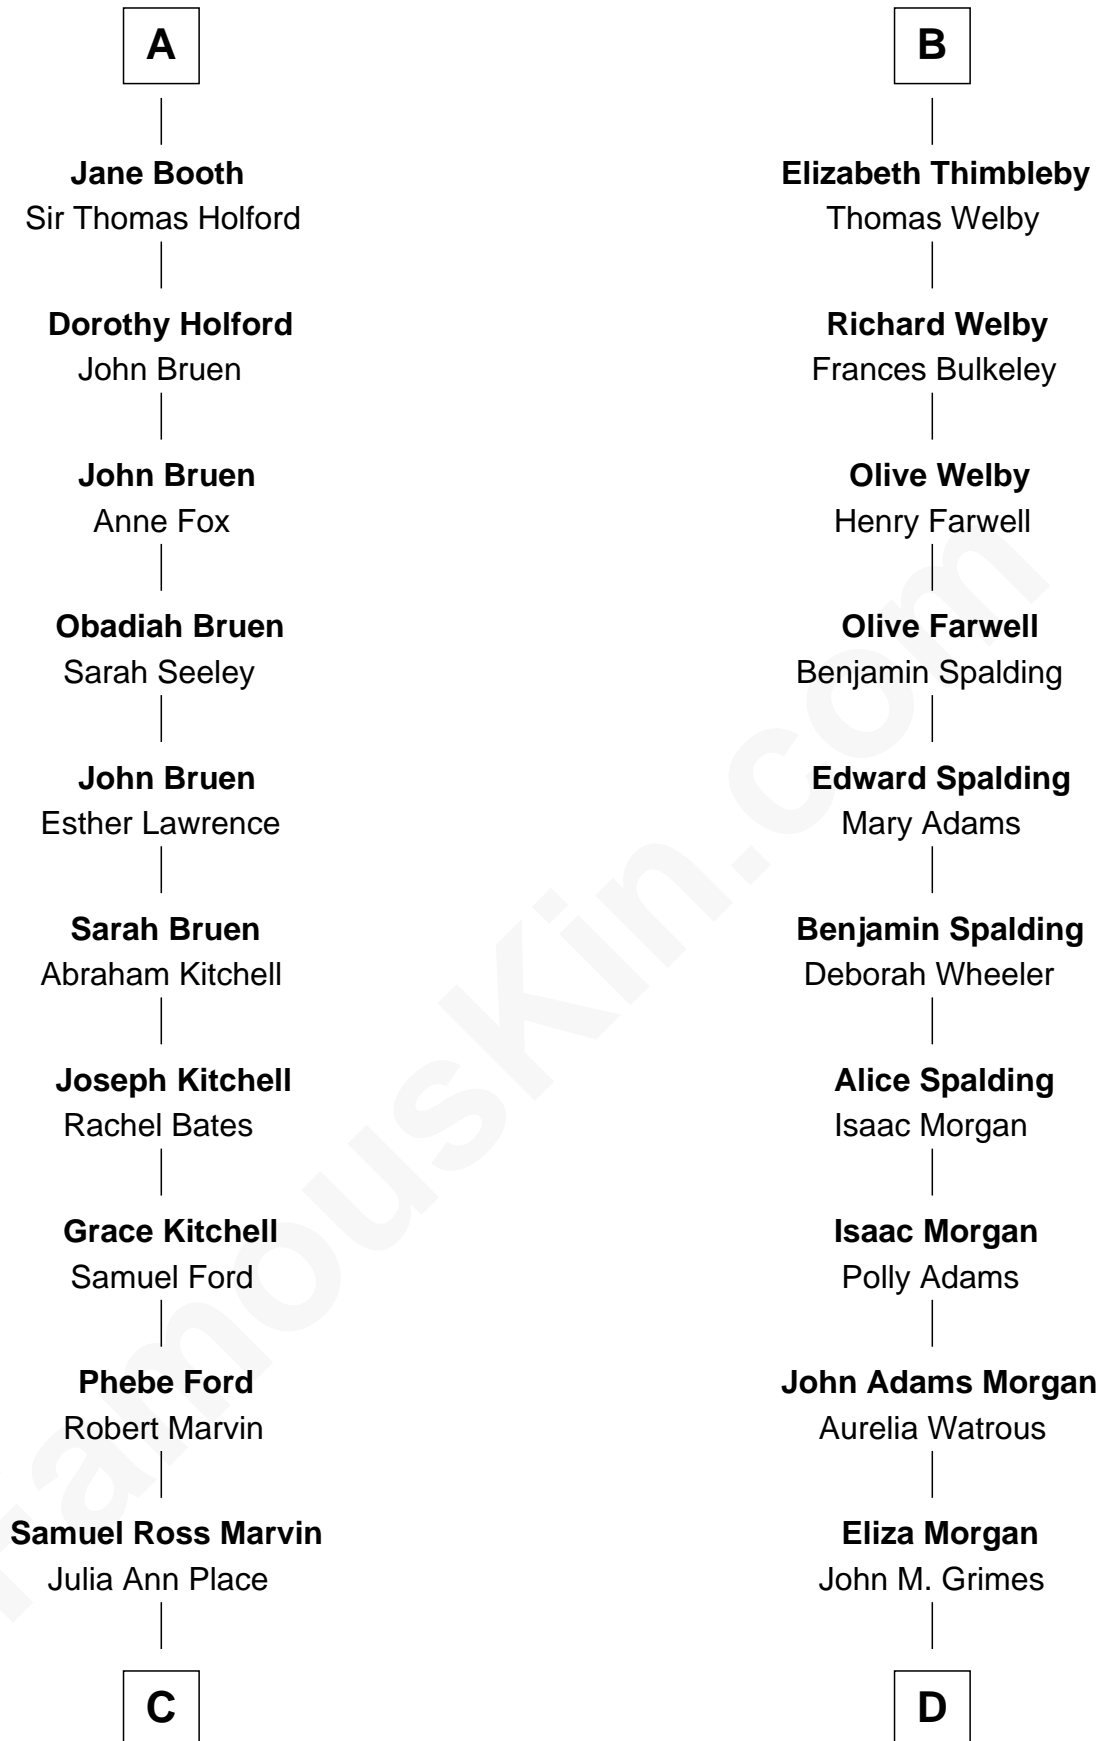 A
Jane Booth
Sir Thomas Holford
Dorothy Holford
John Bruen
John Bruen
Anne Fox
Obadiah Bruen
Sarah Seeley
John Bruen
Esther Lawrence
Sarah Bruen
Abraham Kitchell
Joseph Kitchell
Rachel Bates
Grace Kitchell
Samuel Ford
Phebe Ford
Robert Marvin
Samuel Ross Marvin
Julia Ann Place
C
B
Elizabeth Thimbleby
Thomas Welby
Richard Welby
Frances Bulkeley
Olive Welby
Henry Farwell
Olive Farwell
Benjamin Spalding
Edward Spalding
Mary Adams
Benjamin Spalding
Deborah Wheeler
Alice Spalding
Isaac Morgan
Isaac Morgan
Polly Adams
John Adams Morgan
Aurelia Watrous
Eliza Morgan
John M. Grimes
D
FamousKin.com